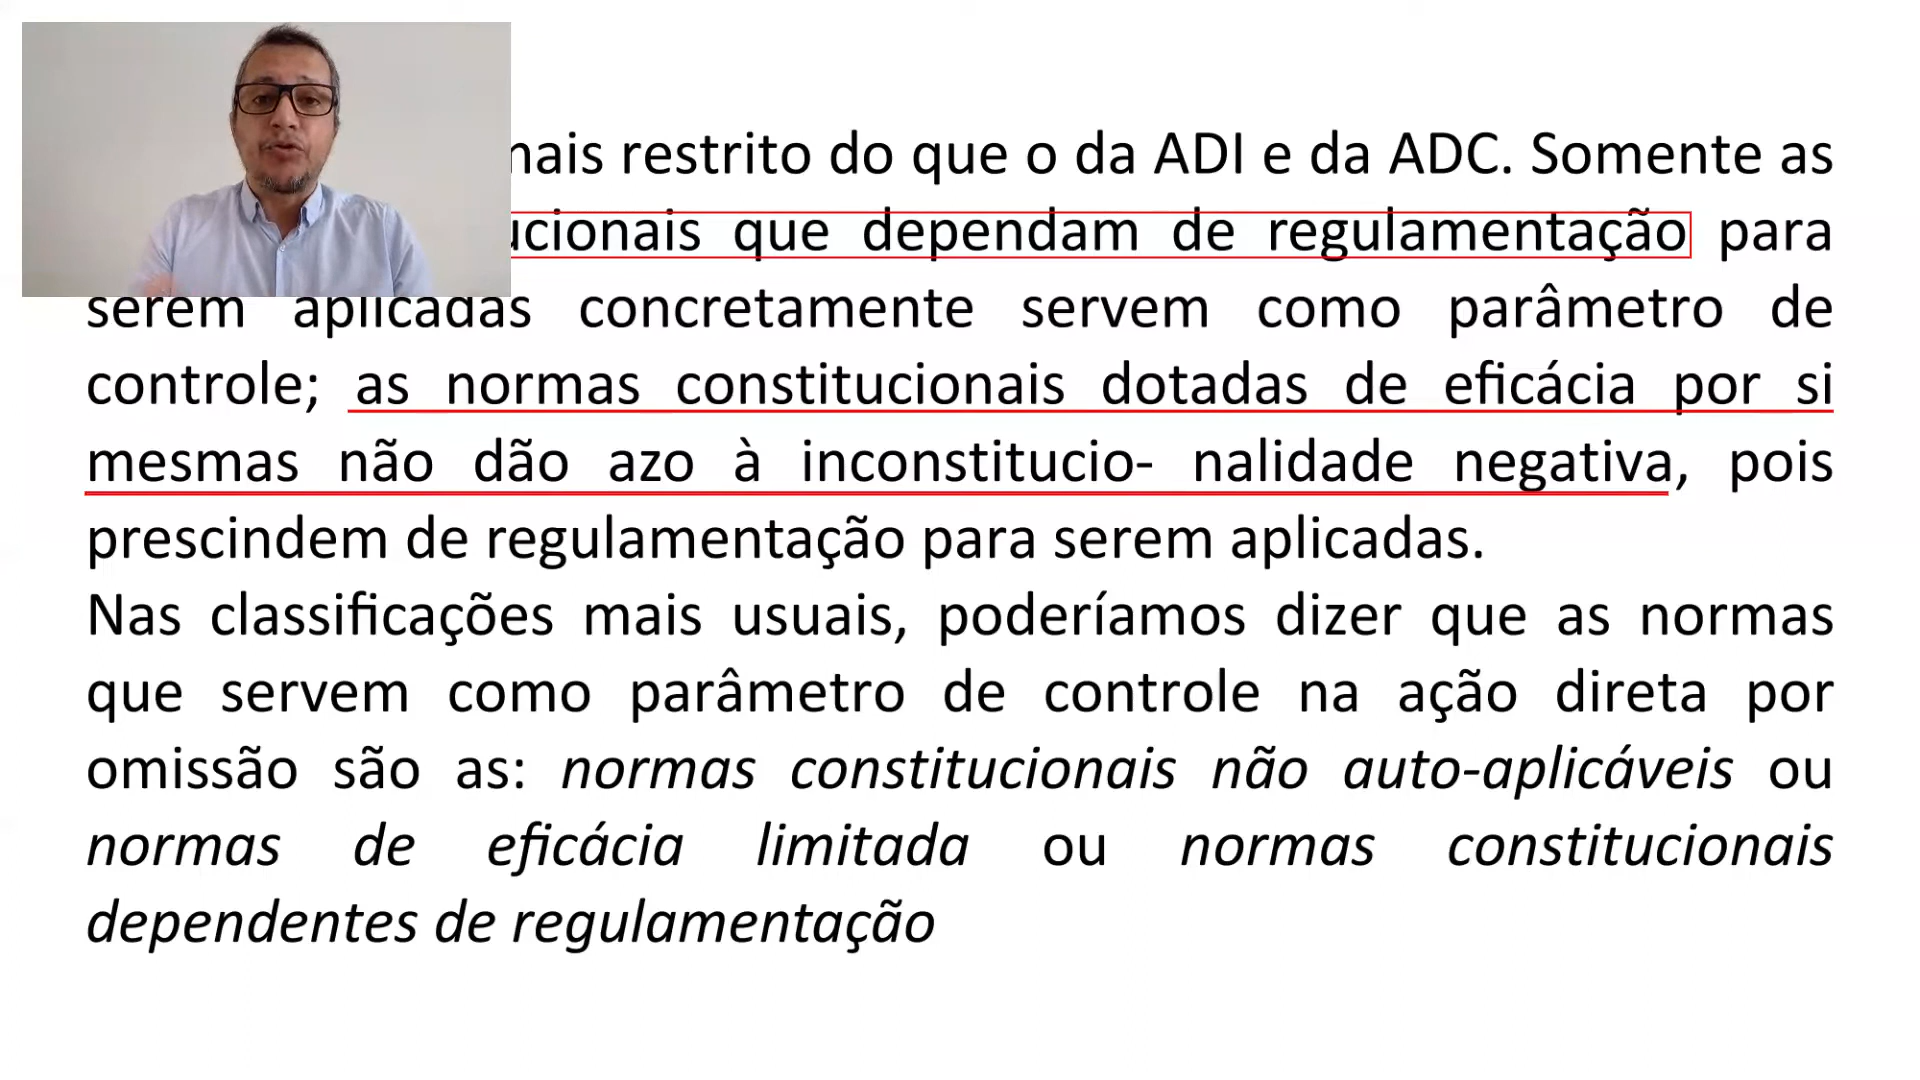 restrito do que o da ADI e da ADC. Somente as
que dependam de regulamentação para
serem aplicadas concretamente servem como parâmetro de
controle; as normas constitucionais dotadas de eficácia por si
mesmas não dão azo à inconstitucio- nalidade negativa, pois
prescindem de regulamentação para serem aplicadas.
Nas classificações mais usuais, poderíamos dizer que as normas
que servem como parâmetro de controle na ação direta por
omissão são as: normas constitucionais não auto-aplicáveis ou
normas de eficácia limitada ou normas constitucionais
dependentes de regulamentação